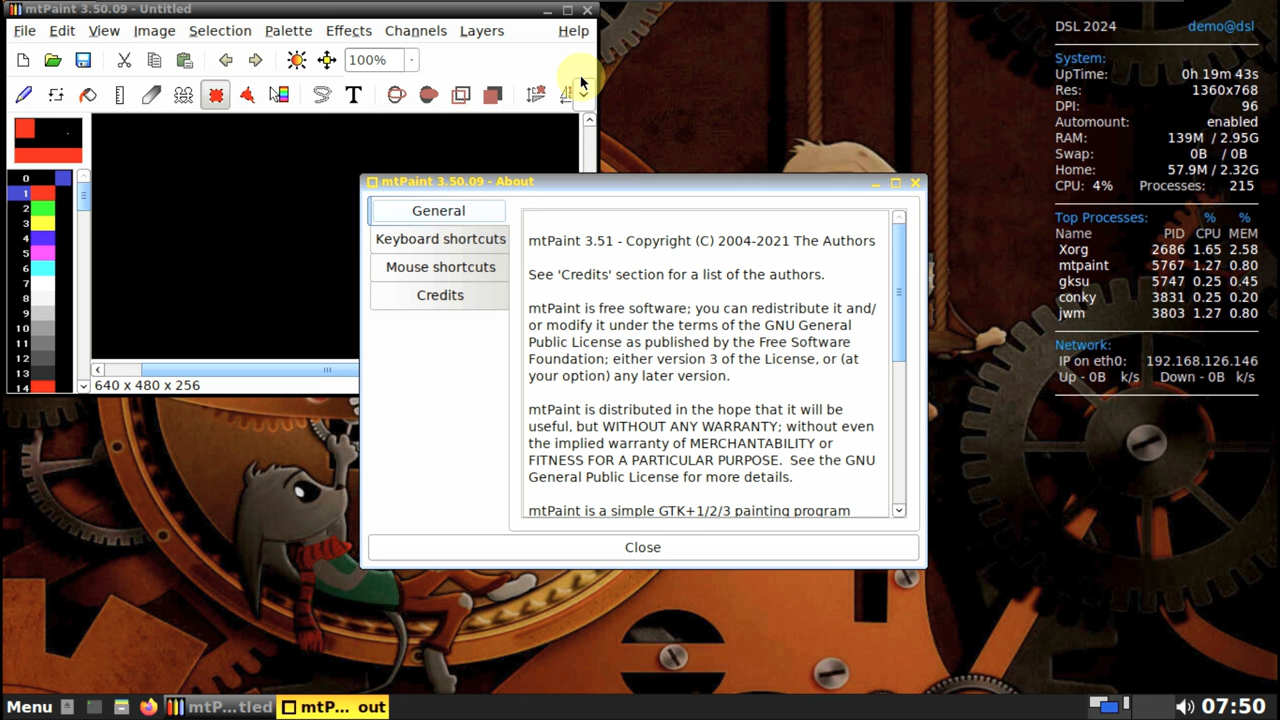 mtPaint 3.50.09 - Untitled
File Edit View Image Selection Palette Effects Channels Layers Help
100%
0
1
2
3
4
5
6
7
8
9
10
11
12
13
14
640 x 480 x 256
mtPaint 3.50.09 - About
General
Keyboard shortcuts
Mouse shortcuts
Credits
mtPaint 3.51 - Copyright (C) 2004-2021 The Authors
See 'Credits' section for a list of the authors.
mtPaint is free software; you can redistribute it and/
or modify it under the terms of the GNU General
Public License as published by the Free Software
Foundation; either version 3 of the License, or (at
your option) any later version.
mtPaint is distributed in the hope that it will be
useful, but WITHOUT ANY WARRANTY; without even
the implied warranty of MERCHANTABILITY or
FITNESS FOR A PARTICULAR PURPOSE. See the GNU
General Public License for more details.
mtPaint is a simple GTK+1/2/3 painting program
Close
DSL 2024 demo@dsl
System:
UpTime: 0h 19m 43s
Res: 1360x768
DPI: 96
Automount: enabled
RAM: 139M / 2.95G
Swap: 0B / 0B
Home: 57.9M / 2.32G
CPU: 4% Processes: 215
Top Processes: % %
Name PID CPU MEM
Xorg 2686 1.65 2.58
mtpaint 5767 1.27 0.80
gksu 5747 0.25 0.45
conky 3831 0.25 0.20
jwm 3803 1.27 0.80
Network:
IP on eth0: 192.168.126.146
Up - 0B k/s Down - 0B k/s
Menu mtP...tled mtP... out 07:50